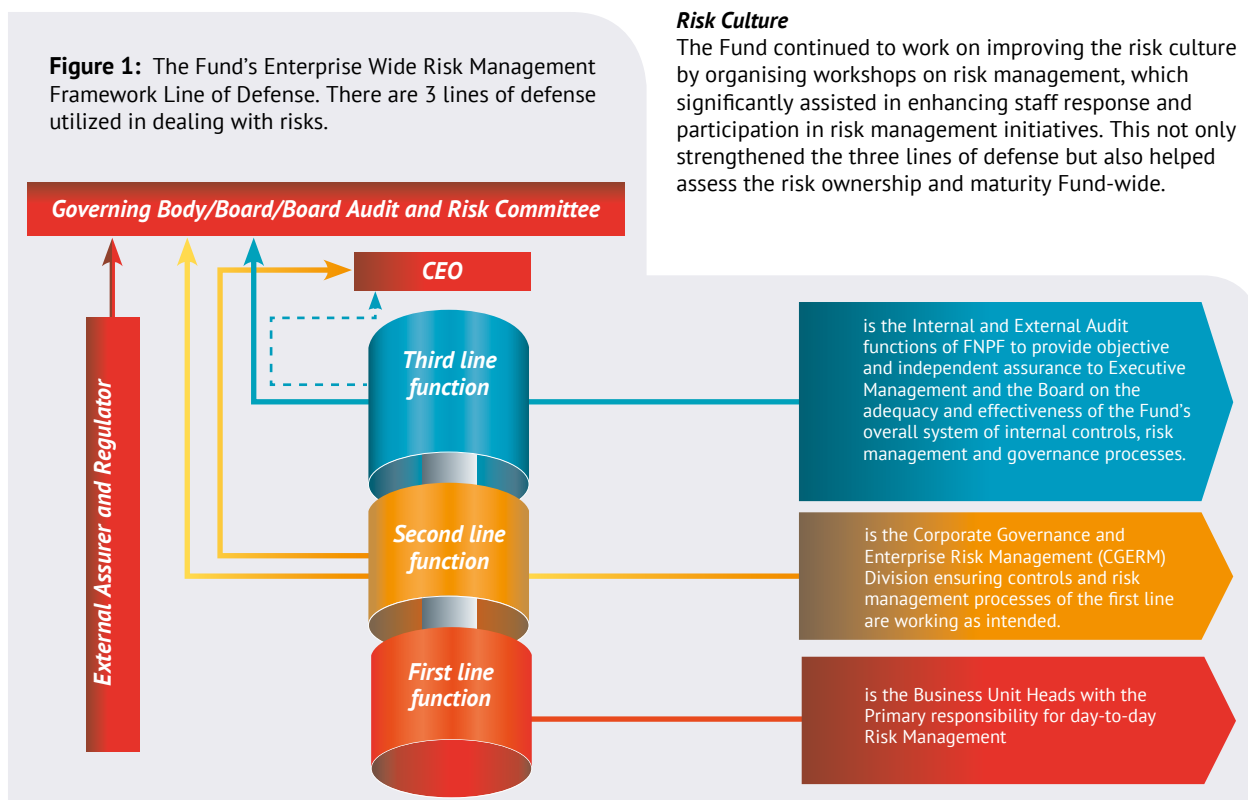 Figure 1: The Fund's Enterprise Wide Risk Management
Framework Line of Defense. There are 3 lines of defense
utilized in dealing with risks.
Risk Culture
The Fund continued to work on improving the risk culture
by organising workshops on risk management, which
significantly assisted in enhancing staff response and
participation in risk management initiatives. This not only
strengthened the three lines of defense but also helped
assess the risk ownership and maturity Fund-wide.
Governing Body/Board/Board Audit and Risk Committee
CEO
External Assurer and Regulator
Third line
function
is the Internal and External Audit
functions of FNPF to provide objective
and independent assurance to Executive
Management and the Board on the
adequacy and effectiveness of the Fund's
overall system of internal controls, risk
management and governance processes.
Second line
function
is the Corporate Governance and
Enterprise Risk Management (CGERM)
Division ensuring controls and risk
management processes of the first line
are working as intended.
First line
function
is the Business Unit Heads with the
Primary responsibility for day-to-day
Risk Management